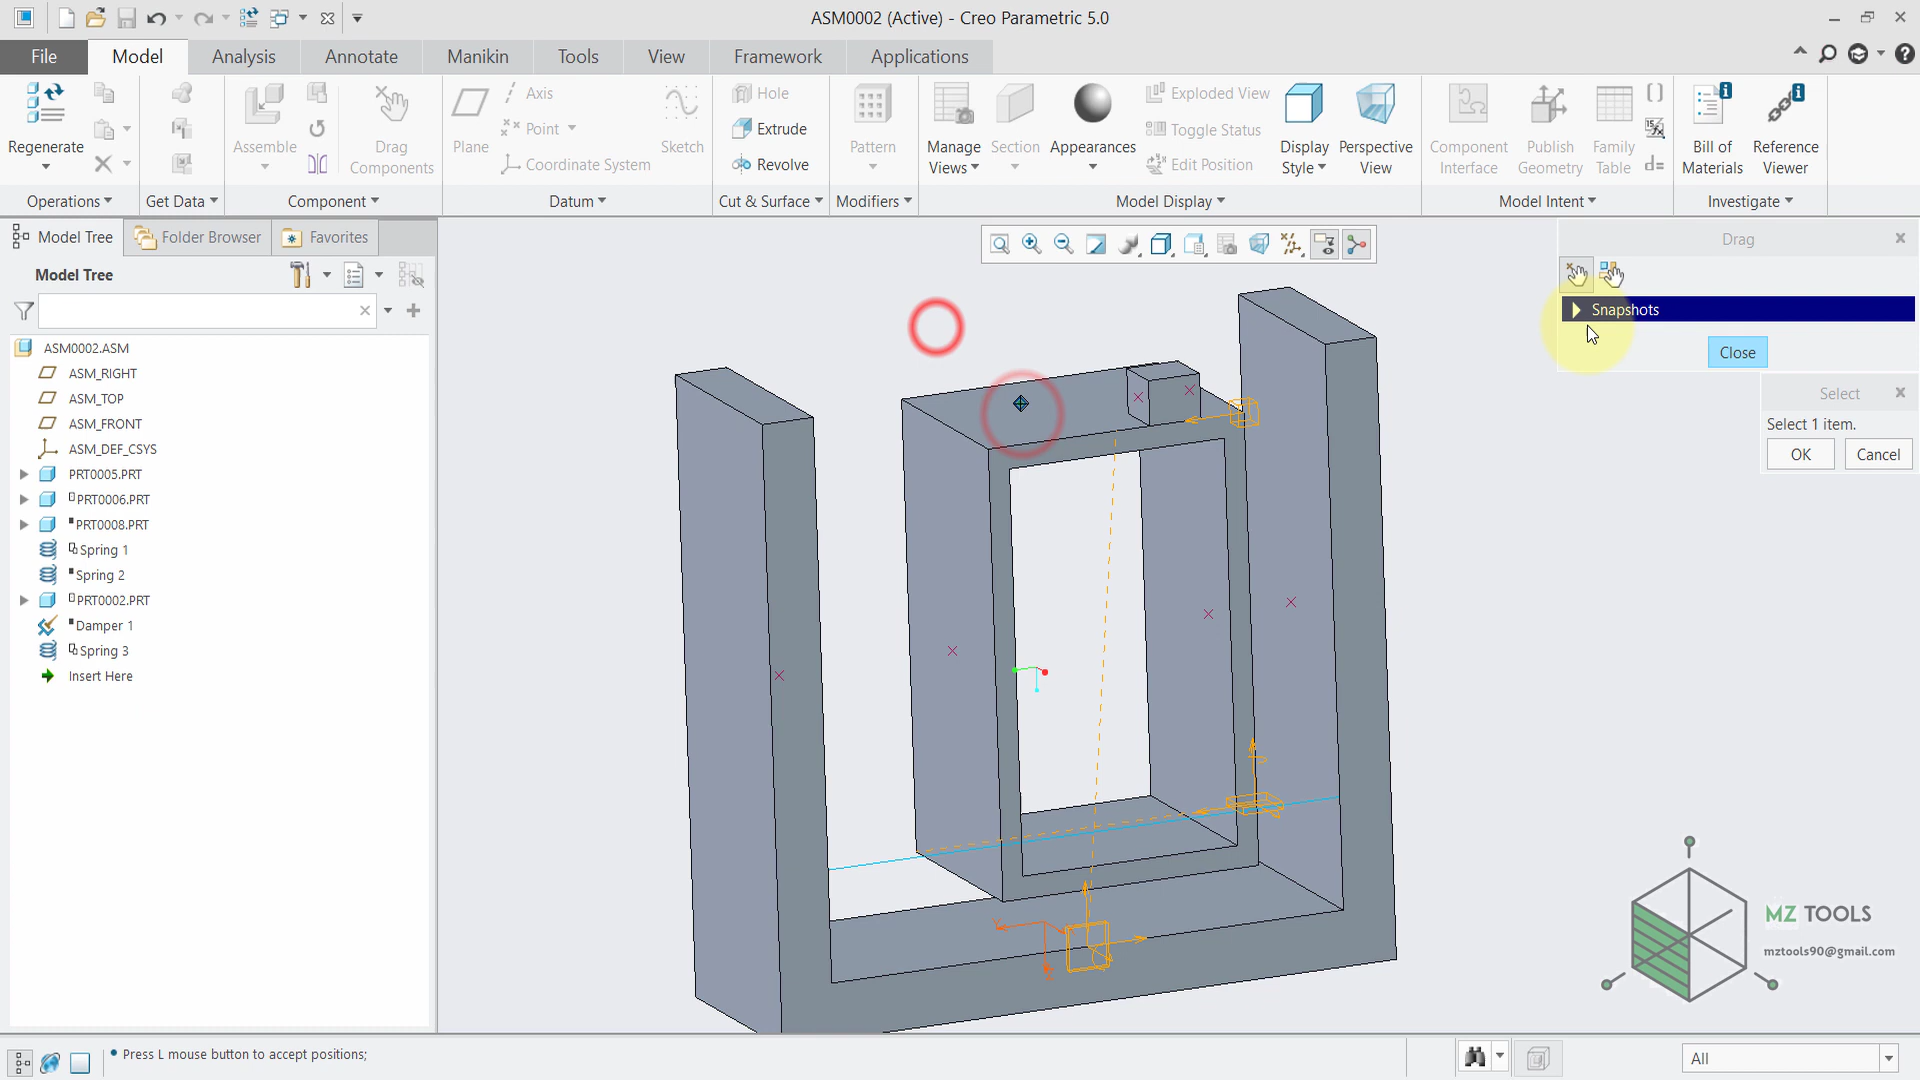 ASM0002 (Active) - Creo Parametric 5.0
File Model Analysis Annotate Manikin Tools View Framework Applications
Regenerate
Assemble
Drag Components
Plane
Axis
Point
Coordinate System
Sketch
Hole
Extrude
Revolve
Pattern
Manage Views
Section
Appearances
Exploded View
Toggle Status
Edit Position
Display Style
Perspective View
Component Interface
Publish Geometry
Family Table
Bill of Materials
Reference Viewer
Operations Get Data Component Datum Cut & Surface Modifiers Model Display Model Intent Investigate
Model Tree Folder Browser Favorites
Model Tree
ASM0002.ASM
ASM_RIGHT
ASM_TOP
ASM_FRONT
ASM_DEF_CSYS
PRT0005.PRT
PRT0006.PRT
PRT0008.PRT
Spring 1
Spring 2
PRT0002.PRT
Damper 1
Spring 3
Insert Here
Drag
Snapshots
Close
Select
Select 1 item.
OK Cancel
MZ TOOLS
mztools90@gmail.com
Press L mouse button to accept positions;
All